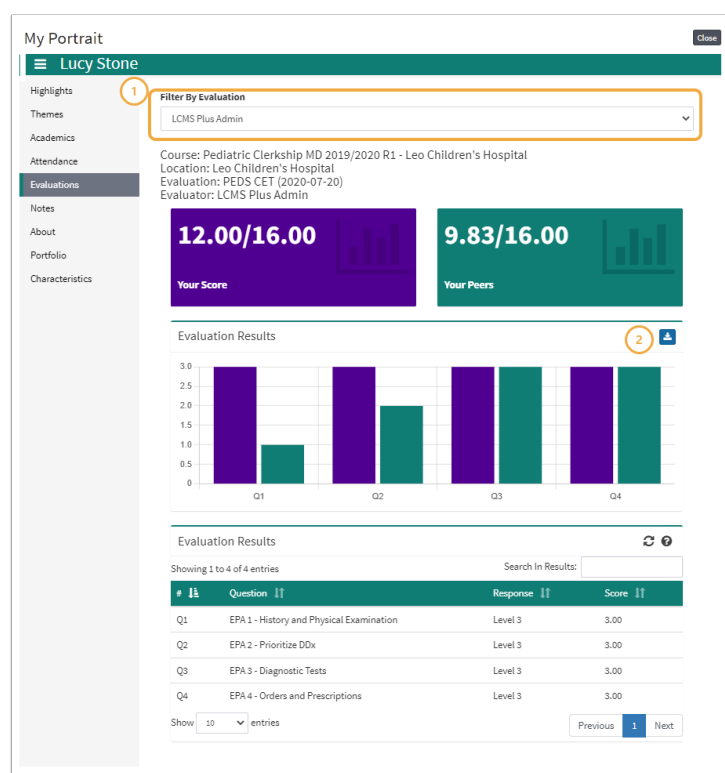 My Portrait
Close
Lucy Stone
Highlights
Themes
Academics
Attendance
Evaluations
Notes
About
Portfolio
Characteristics
1
Filter By Evaluation
LCMS Plus Admin
Course: Pediatric Clerkship MD 2019/2020 R1 - Leo Children's Hospital
Location: Leo Children's Hospital
Evaluation: PEDS CET (2020-07-20)
Evaluator: LCMS Plus Admin
12.00/16.00
Your Score
9.83/16.00
Your Peers
Evaluation Results
2
3.0
2.5
2.0
1.5
1.0
0.5
0
Q1 Q2 Q3 Q4
Evaluation Results
Showing 1 to 4 of 4 entries
Search In Results:
# Question Response Score
Q1 EPA 1 - History and Physical Examination Level 3 3.00
Q2 EPA 2 - Prioritize DDx Level 3 3.00
Q3 EPA 3 - Diagnostic Tests Level 3 3.00
Q4 EPA 4 - Orders and Prescriptions Level 3 3.00
Show 10 entries
Previous 1 Next